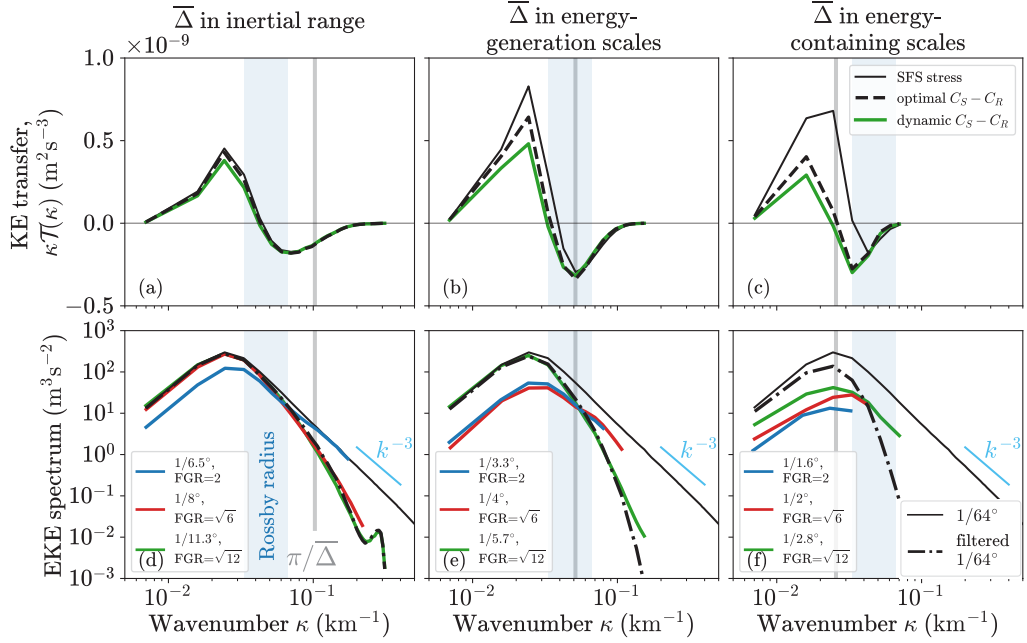 Δ in inertial range
Δ in energy-
generation scales
Δ in energy-
containing scales
×10⁻⁹
KE transfer,
κT(κ) (m²s⁻³)
1.0
0.5
0.0
−0.5
(a)
(b)
(c)
SFS stress
optimal C_S − C_R
dynamic C_S − C_R
EKE spectrum (m³s⁻²)
10³
10²
10¹
10⁰
10⁻¹
10⁻²
10⁻³
k⁻³
1/6.5°,
FGR=2
1/8°,
FGR=√6
1/11.3°,
FGR=√12
(d)
Rossby radius
π/Δ
k⁻³
1/3.3°,
FGR=2
1/4°,
FGR=√6
1/5.7°,
FGR=√12
(e)
k⁻³
1/1.6°,
FGR=2
1/2°,
FGR=√6
1/2.8°,
FGR=√12
(f)
1/64°
filtered
1/64°
10⁻² 10⁻¹
10⁻² 10⁻¹
10⁻² 10⁻¹
Wavenumber κ (km⁻¹)
Wavenumber κ (km⁻¹)
Wavenumber κ (km⁻¹)